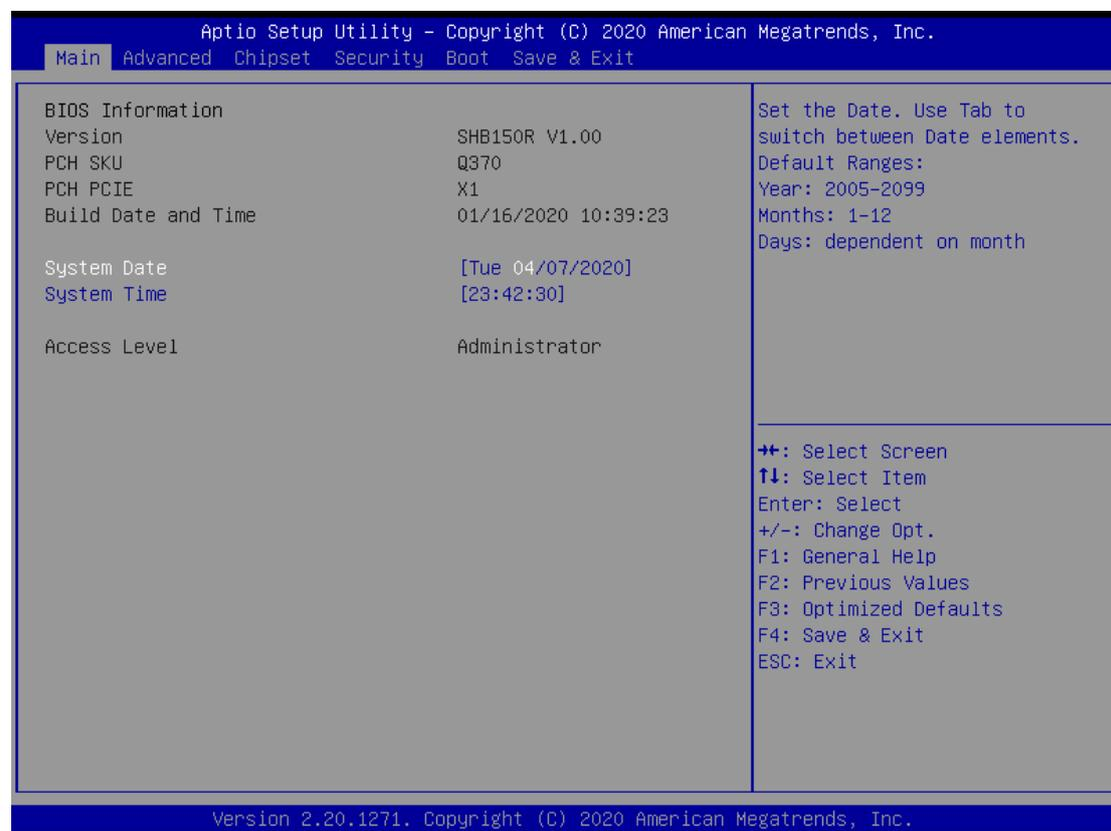 Aptio Setup Utility – Copyright (C) 2020 American Megatrends, Inc.
Main Advanced Chipset Security Boot Save & Exit
BIOS Information
Version SHB150R V1.00
PCH SKU Q370
PCH PCIE X1
Build Date and Time 01/16/2020 10:39:23
System Date [Tue 04/07/2020]
System Time [23:42:30]
Access Level Administrator
Set the Date. Use Tab to
switch between Date elements.
Default Ranges:
Year: 2005-2099
Months: 1-12
Days: dependent on month
→←: Select Screen
↑↓: Select Item
Enter: Select
+/-: Change Opt.
F1: General Help
F2: Previous Values
F3: Optimized Defaults
F4: Save & Exit
ESC: Exit
Version 2.20.1271. Copyright (C) 2020 American Megatrends, Inc.